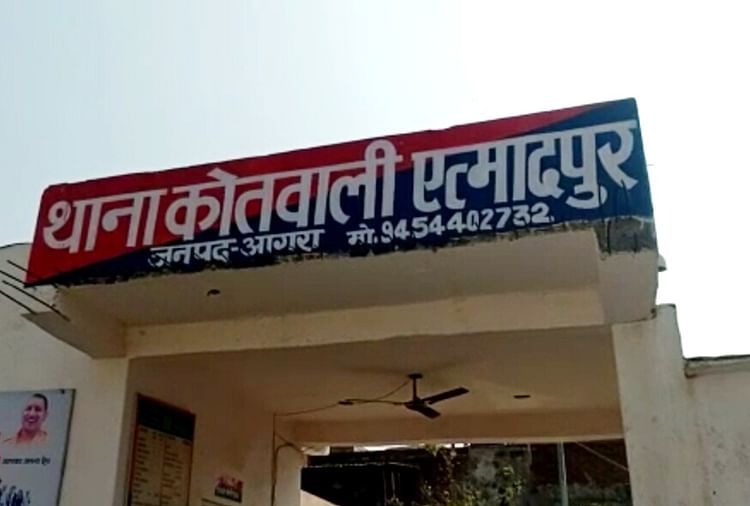 थाना कोतवाली एत्मादपुर
जनपद-आगरा मो.9454402732